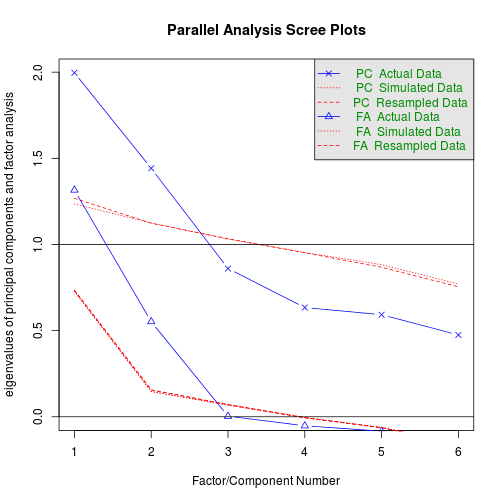 Parallel Analysis Scree Plots
eigenvalues of principal components and factor analysis
2.0
1.5
1.0
0.5
0.0
PC Actual Data
PC Simulated Data
PC Resampled Data
FA Actual Data
FA Simulated Data
FA Resampled Data
1 2 3 4 5 6
Factor/Component Number